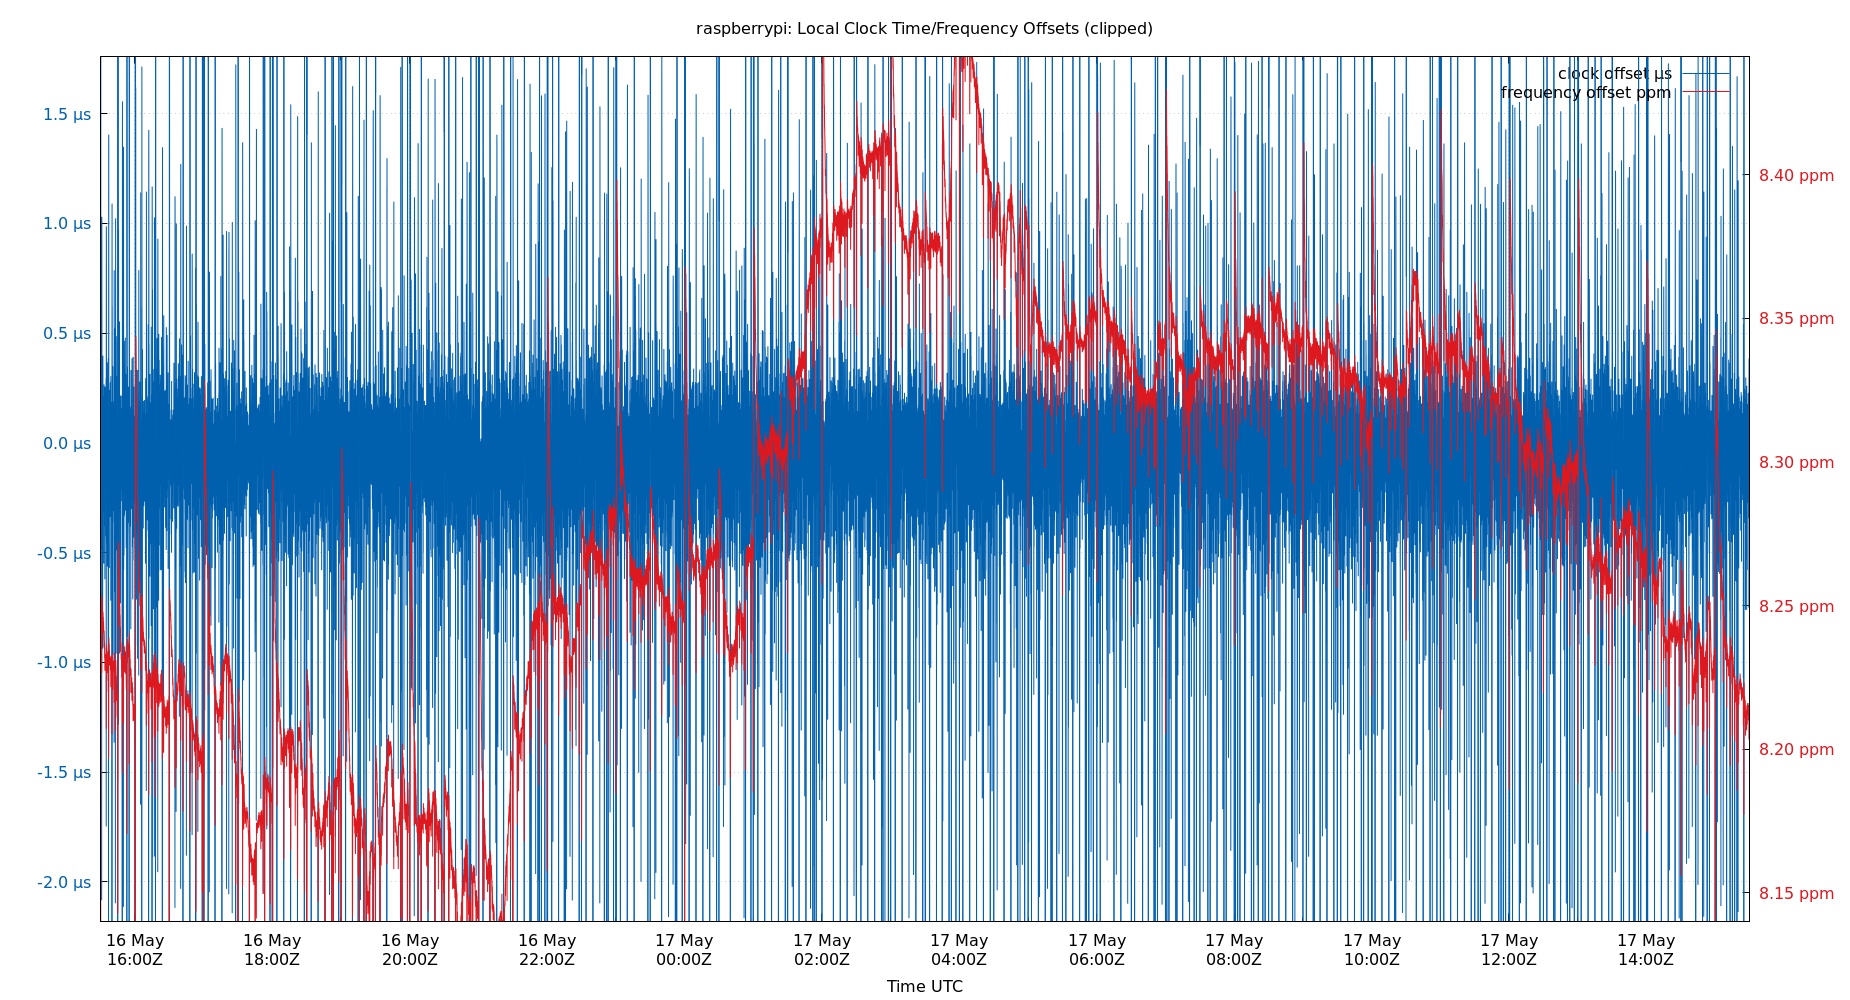 raspberrypi: Local Clock Time/Frequency Offsets (clipped)
clock offset µs
frequency offset ppm
1.5 µs
1.0 µs
0.5 µs
0.0 µs
-0.5 µs
-1.0 µs
-1.5 µs
-2.0 µs
8.40 ppm
8.35 ppm
8.30 ppm
8.25 ppm
8.20 ppm
8.15 ppm
16 May
16:00Z
16 May
18:00Z
16 May
20:00Z
16 May
22:00Z
17 May
00:00Z
17 May
02:00Z
17 May
04:00Z
17 May
06:00Z
17 May
08:00Z
17 May
10:00Z
17 May
12:00Z
17 May
14:00Z
Time UTC